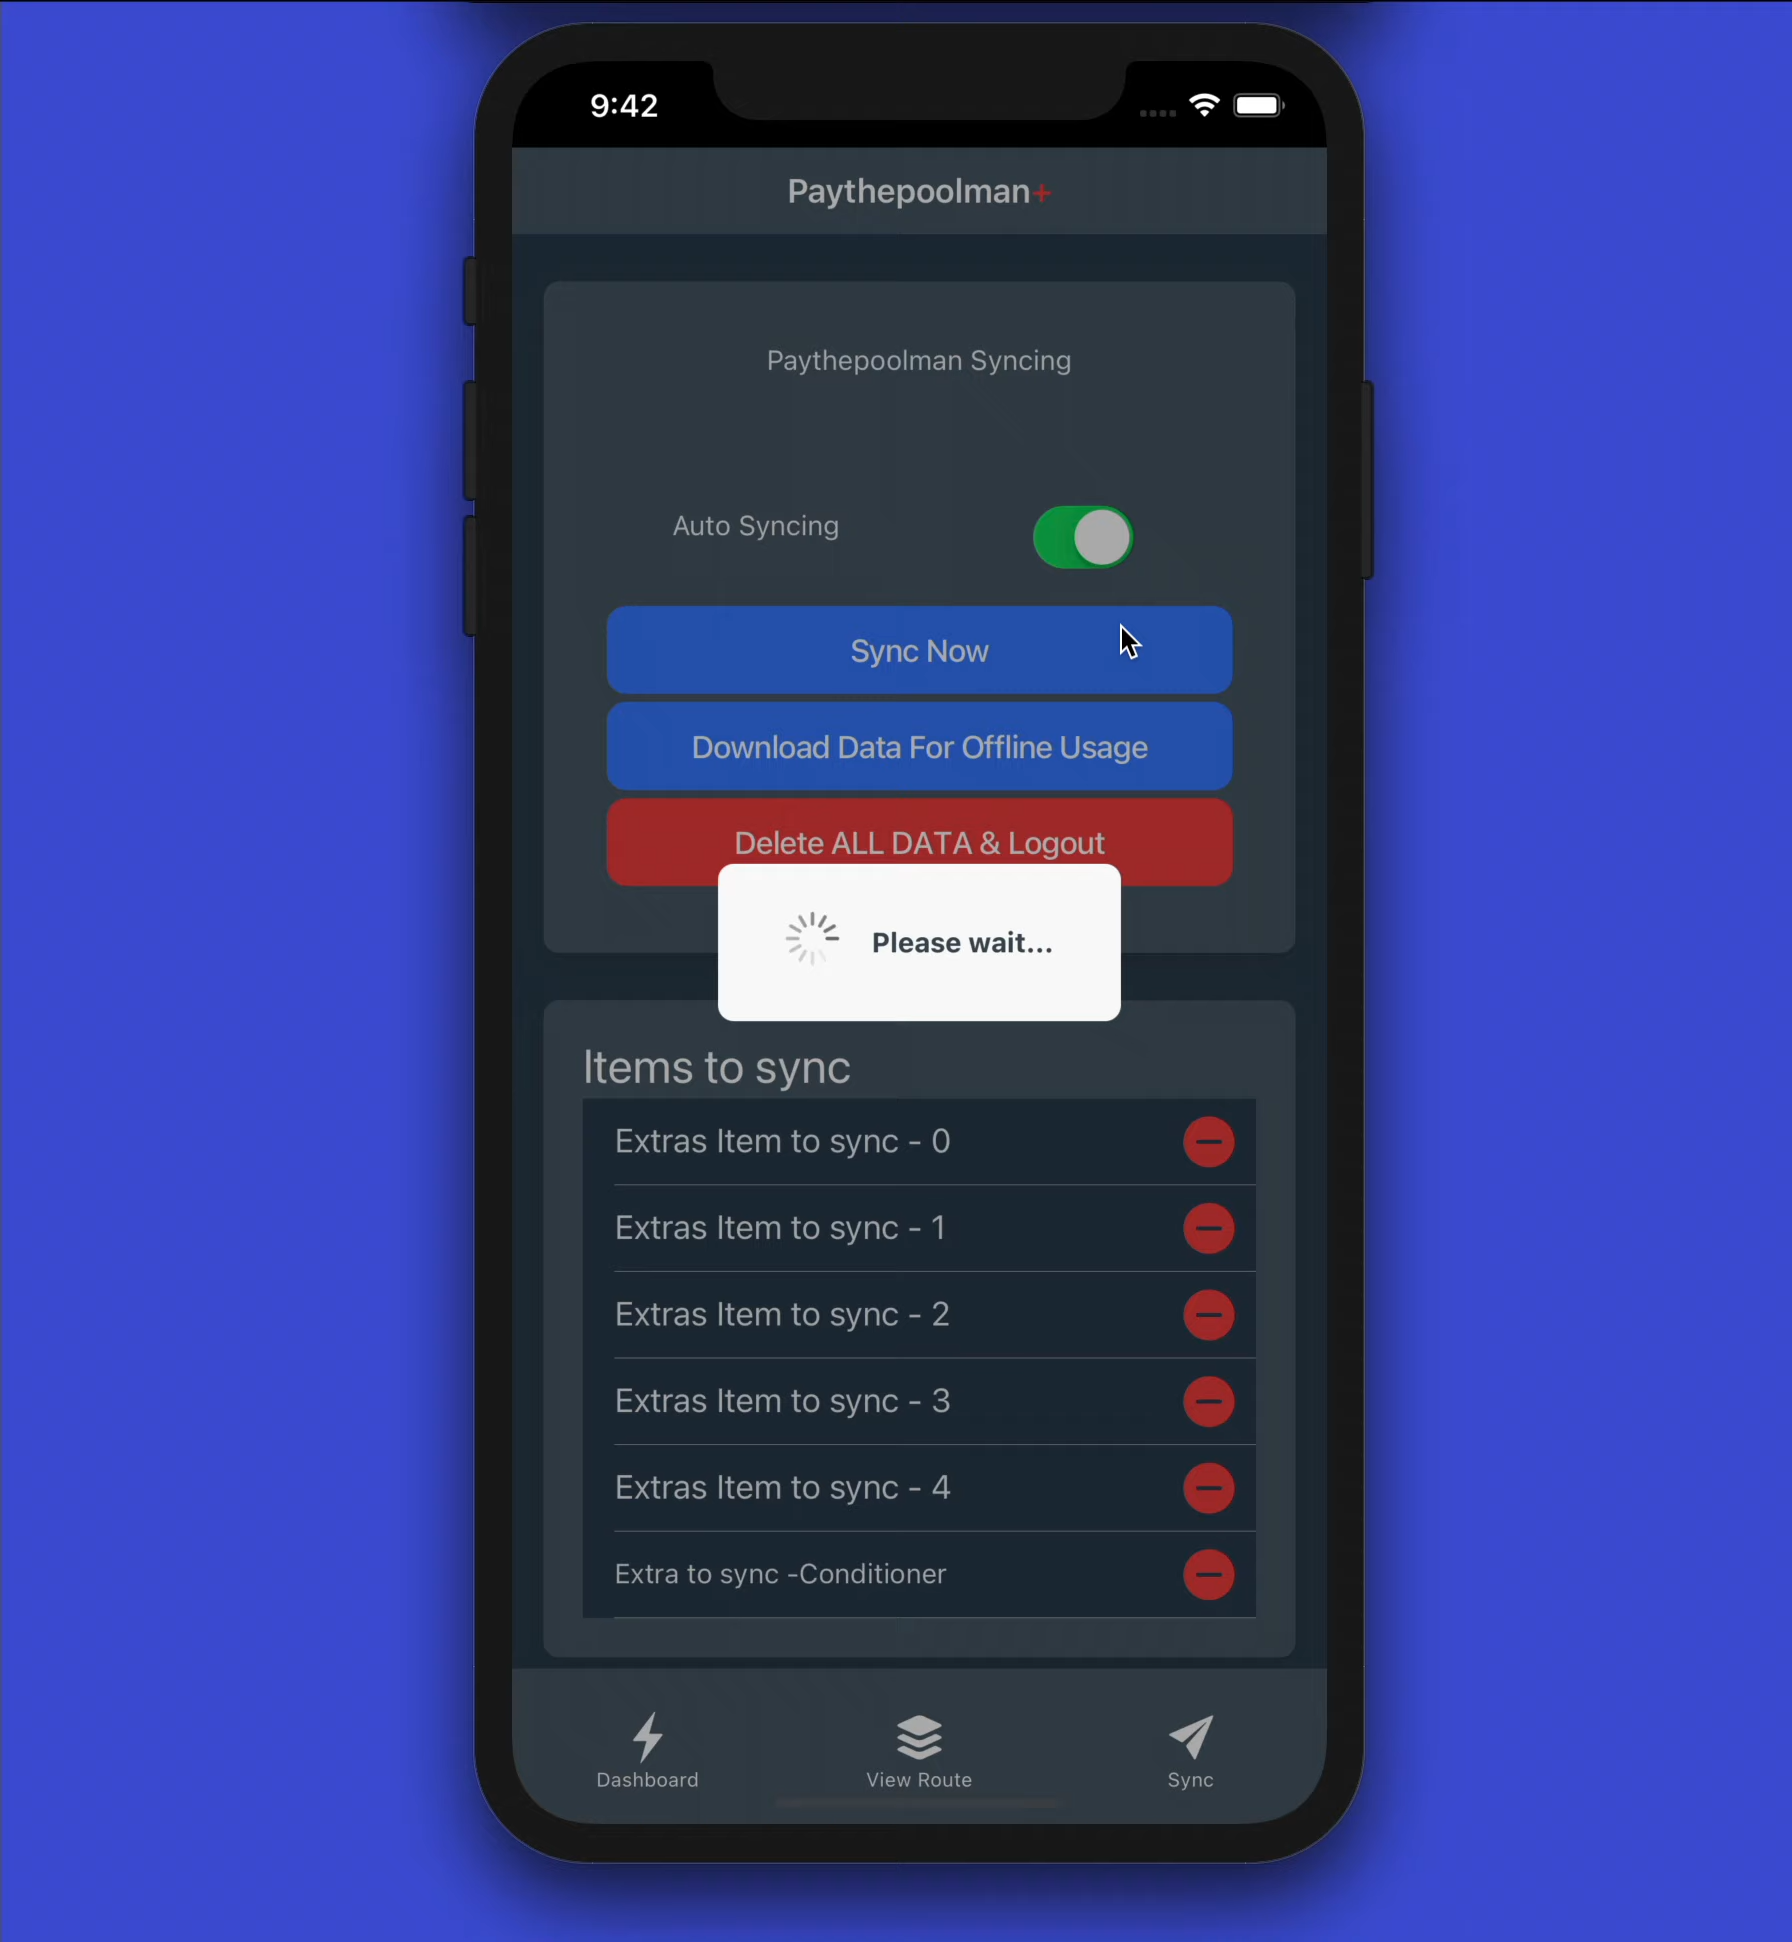 9:42
Paythepoolman+
Paythepoolman Syncing
Auto Syncing
Sync Now
Download Data For Offline Usage
Delete ALL DATA & Logout
Please wait...
Items to sync
Extras Item to sync - 0
Extras Item to sync - 1
Extras Item to sync - 2
Extras Item to sync - 3
Extras Item to sync - 4
Extra to sync -Conditioner
Dashboard
View Route
Sync